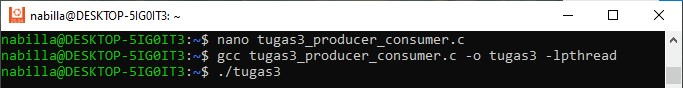 nabilla@DESKTOP-5IG0IT3: ~
nabilla@DESKTOP-5IG0IT3:~$ nano tugas3_producer_consumer.c
nabilla@DESKTOP-5IG0IT3:~$ gcc tugas3_producer_consumer.c -o tugas3 -lpthread
nabilla@DESKTOP-5IG0IT3:~$ ./tugas3